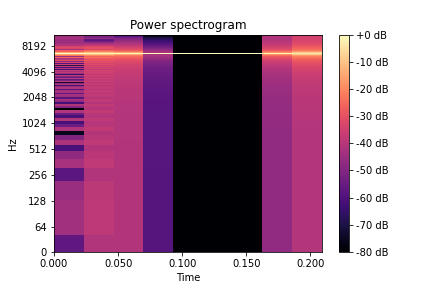 Power spectrogram
8192
4096
2048
1024
512
256
128
64
0
Hz
0.000 0.050 0.100 0.150 0.200
Time
+0 dB
-10 dB
-20 dB
-30 dB
-40 dB
-50 dB
-60 dB
-70 dB
-80 dB